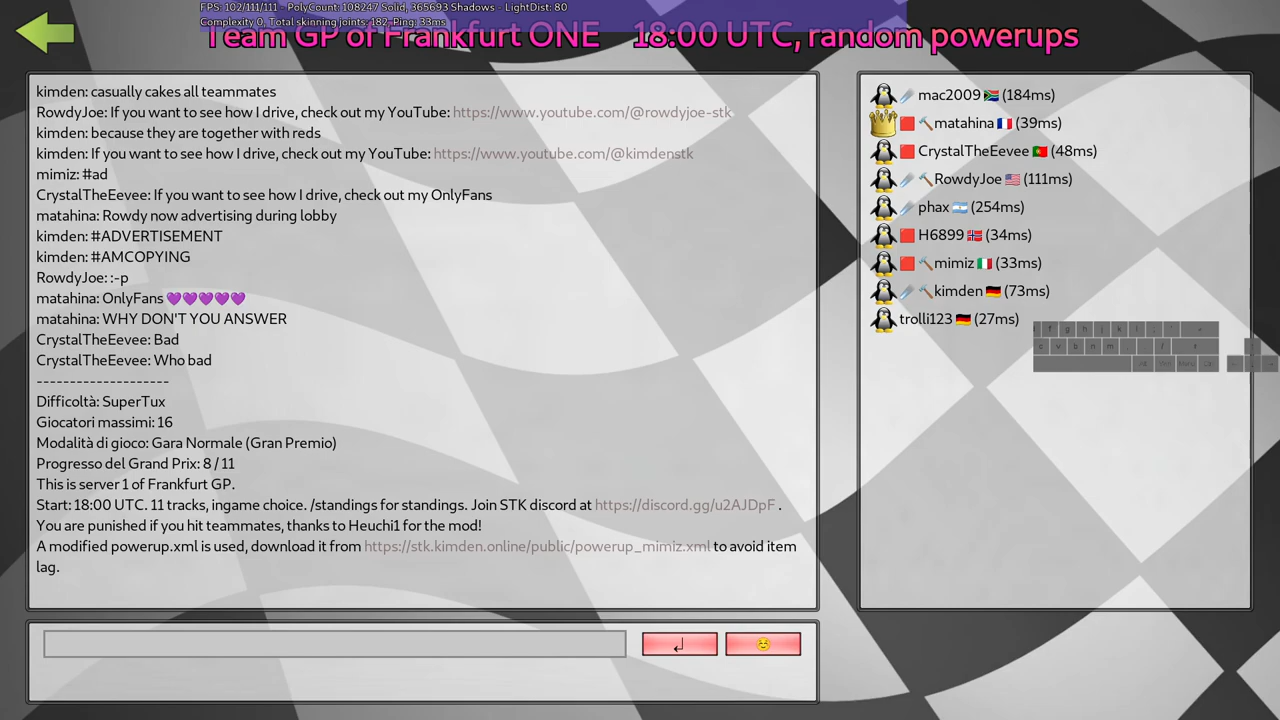 FPS: 102/111/111 - PolyCount: 108247 Solid, 365693 Shadows - LightDist: 80
Complexity 0, Total skinning joints: 182, Ping: 33ms
Team GP of Frankfurt ONE 18:00 UTC, random powerups
kimden: casually cakes all teammates
RowdyJoe: If you want to see how I drive, check out my YouTube: https://www.youtube.com/@rowdyjoe-stk
kimden: because they are together with reds
kimden: If you want to see how I drive, check out my YouTube: https://www.youtube.com/@kimdenstk
mimiz: #ad
CrystalTheEevee: If you want to see how I drive, check out my OnlyFans
matahina: Rowdy now advertising during lobby
kimden: #ADVERTISEMENT
kimden: #AMCOPYING
RowdyJoe: :-p
matahina: OnlyFans 💜💜💜💜💜
matahina: WHY DON'T YOU ANSWER
CrystalTheEevee: Bad
CrystalTheEevee: Who bad
--------------------
Difficoltà: SuperTux
Giocatori massimi: 16
Modalità di gioco: Gara Normale (Gran Premio)
Progresso del Grand Prix: 8 / 11
This is server 1 of Frankfurt GP.
Start: 18:00 UTC. 11 tracks, ingame choice. /standings for standings. Join STK discord at https://discord.gg/u2AJDpF .
You are punished if you hit teammates, thanks to Heuchi1 for the mod!
A modified powerup.xml is used, download it from https://stk.kimden.online/public/powerup_mimiz.xml to avoid item
lag.
mac2009 🇿🇦 (184ms)
matahina 🇫🇷 (39ms)
CrystalTheEevee 🇵🇹 (48ms)
RowdyJoe 🇺🇸 (111ms)
phax 🇦🇷 (254ms)
H6899 🇳🇴 (34ms)
mimiz 🇮🇹 (33ms)
kimden 🇩🇪 (73ms)
trolli123 🇩🇪 (27ms)
f g h j k l ; '
c v b n m , . /
Alt Menu